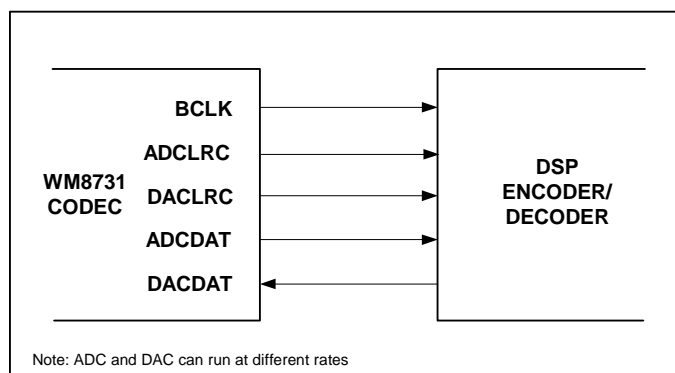 BCLK
ADCLRC
WM8731
CODEC
DACLRC
ADCDAT
DACDAT
DSP
ENCODER/
DECODER
Note: ADC and DAC can run at different rates